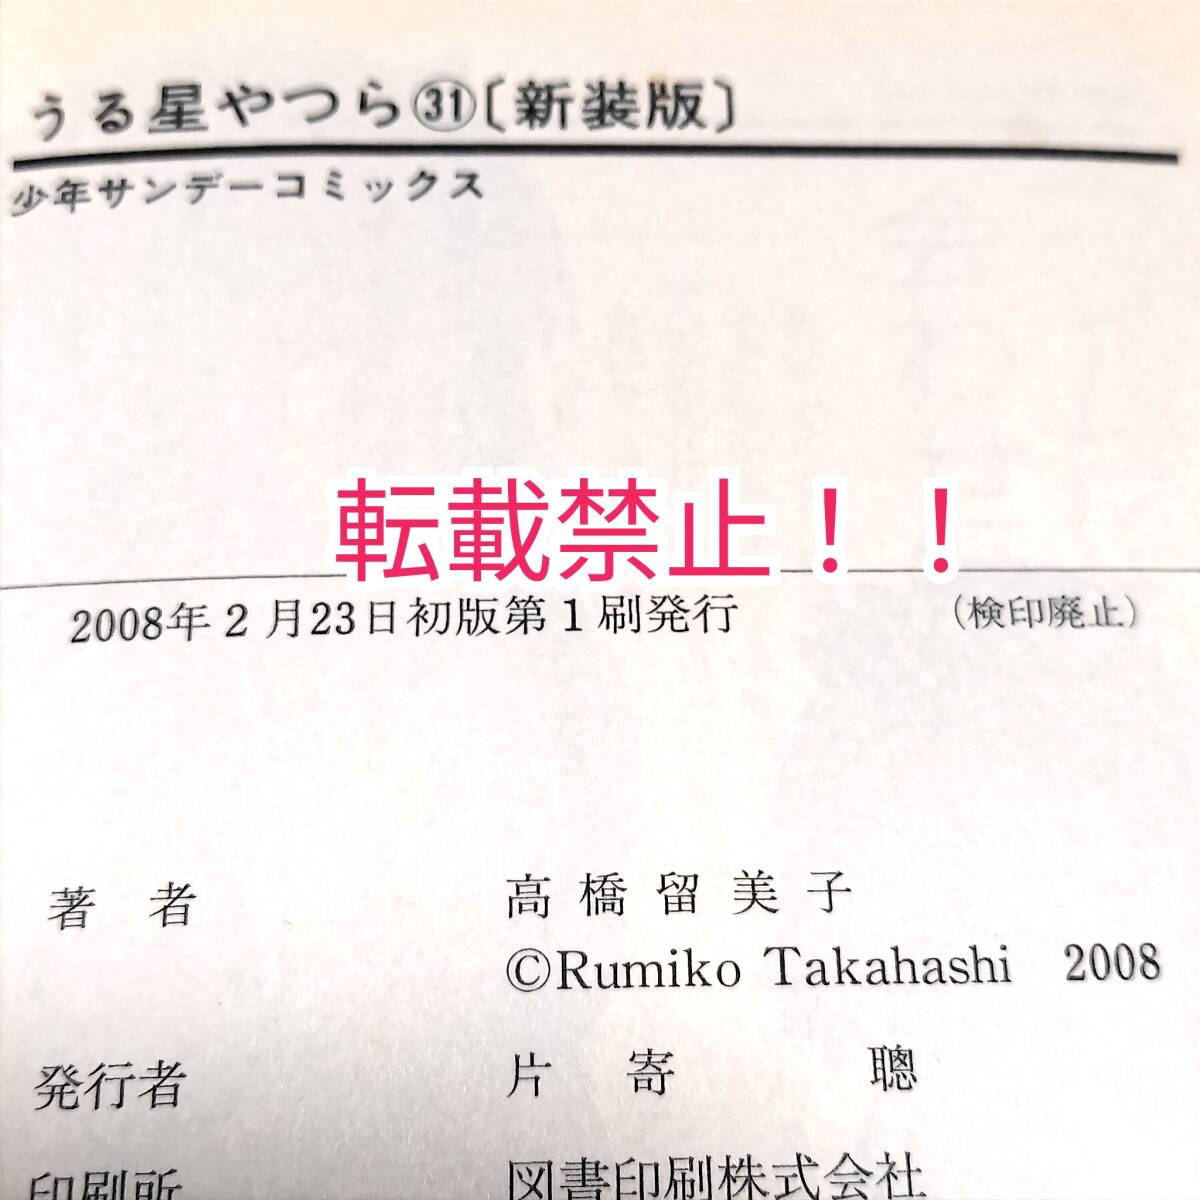 うる星やつら㉛〔新装版〕
少年サンデーコミックス
転載禁止！！
2008年2月23日初版第1刷発行 （検印廃止）
著者 高橋留美子
©Rumiko Takahashi 2008
発行者 片寄 聰
印刷所 図書印刷株式会社